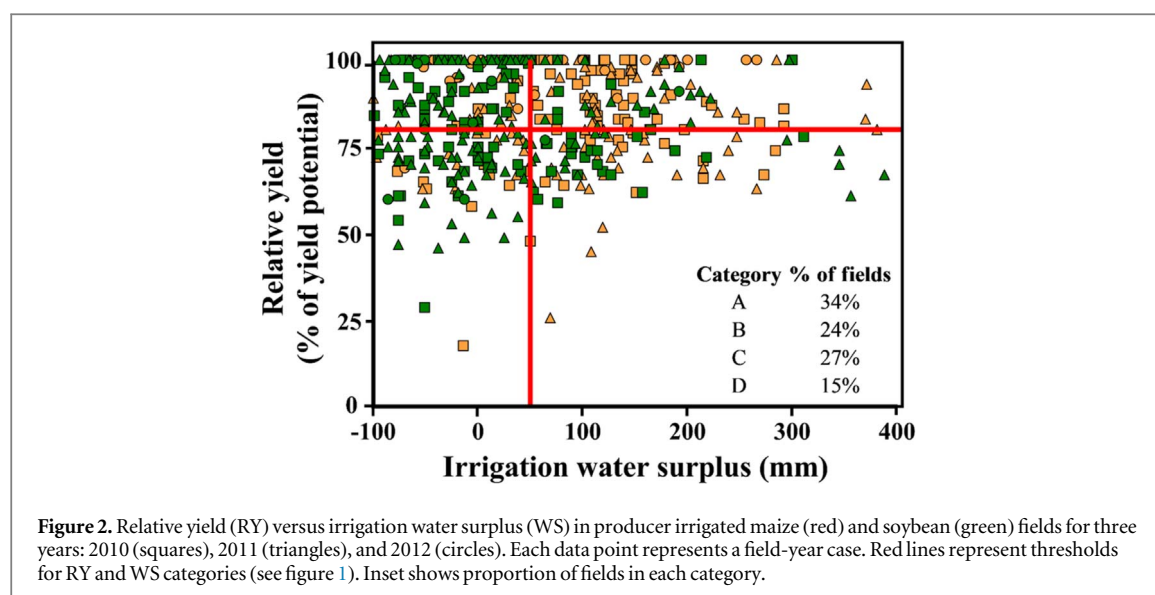 Relative yield
(% of yield potential)
100
75
50
25
0
-100 0 100 200 300 400
Irrigation water surplus (mm)
Category % of fields
A 34%
B 24%
C 27%
D 15%
Figure 2. Relative yield (RY) versus irrigation water surplus (WS) in producer irrigated maize (red) and soybean (green) fields for three
years: 2010 (squares), 2011 (triangles), and 2012 (circles). Each data point represents a field-year case. Red lines represent thresholds
for RY and WS categories (see figure 1). Inset shows proportion of fields in each category.